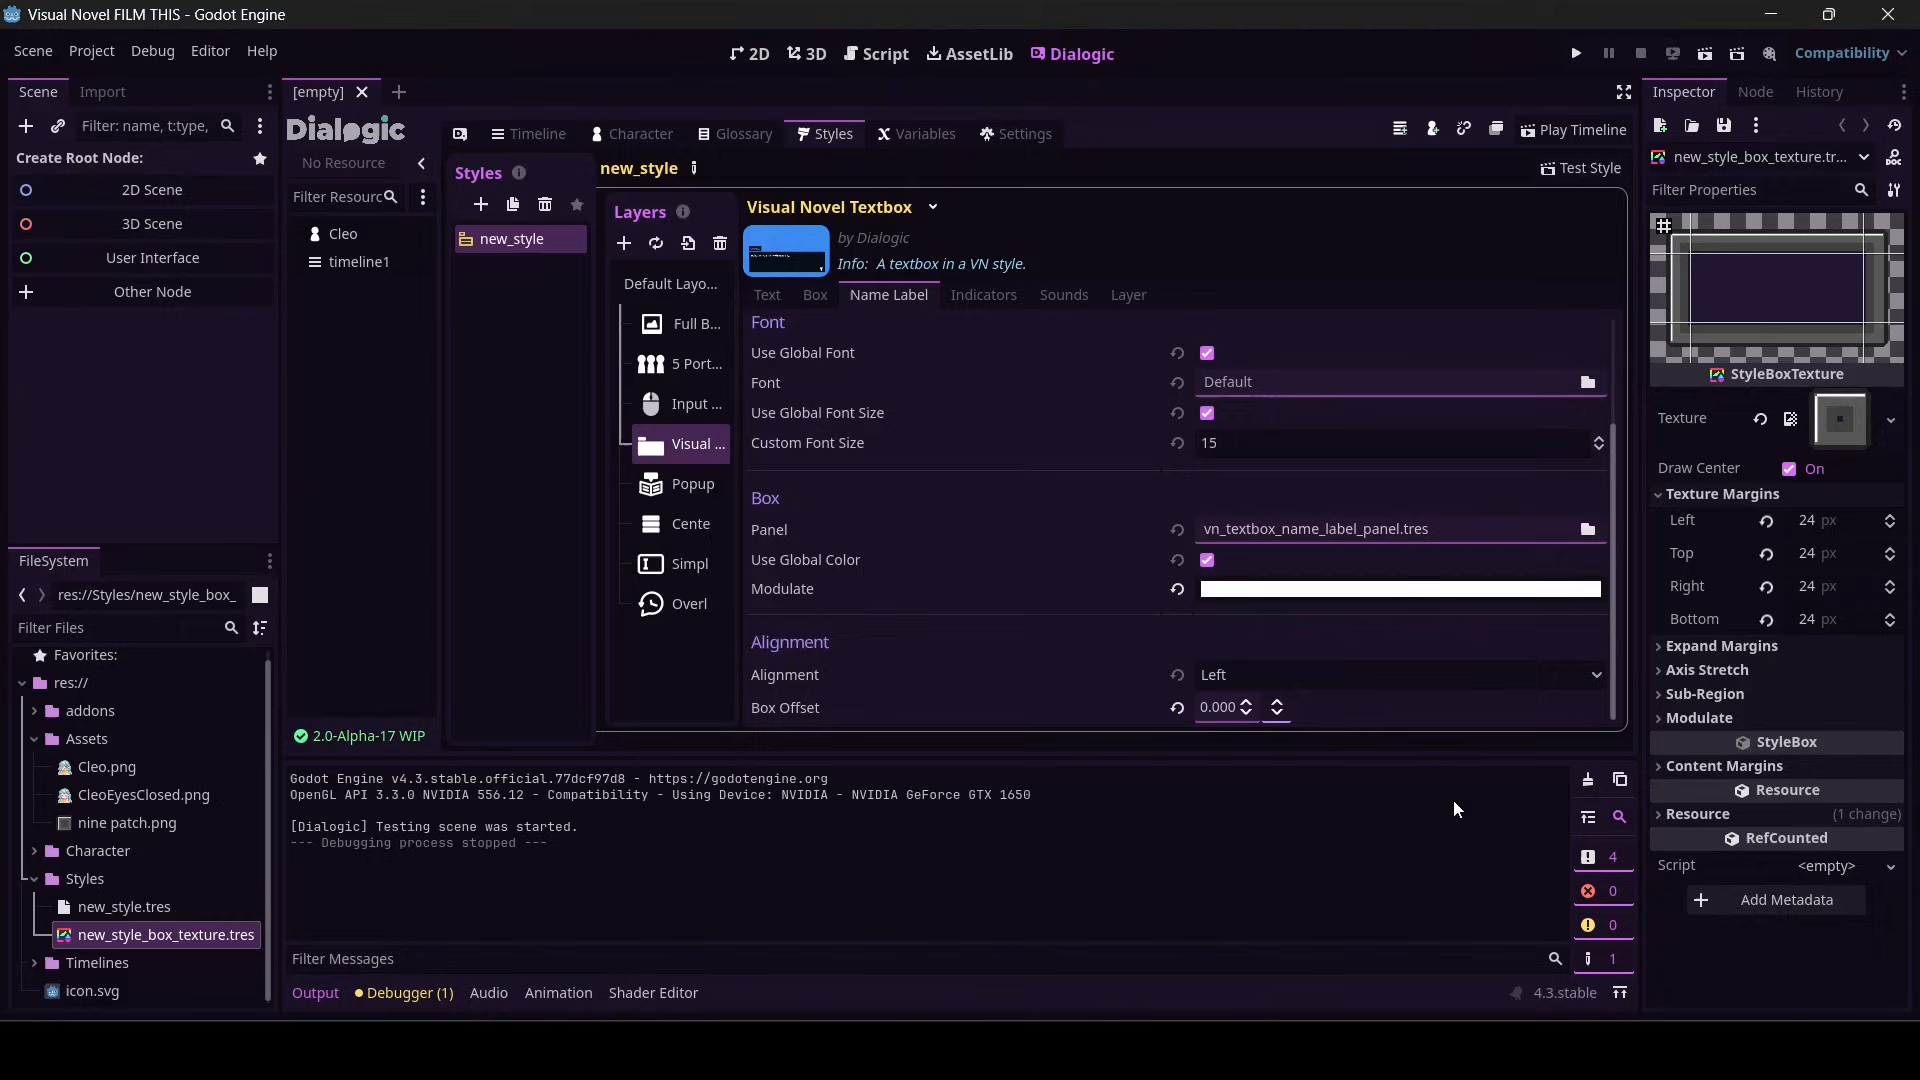 Visual Novel FILM THIS - Godot Engine
Scene Project Debug Editor Help
2D 3D Script AssetLib Dialogic
Compatibility
Scene Import
Filter: name, t:type,
Create Root Node:
2D Scene
3D Scene
User Interface
Other Node
FileSystem
res://Styles/new_style_box_
Filter Files
Favorites:
res://
addons
Assets
Cleo.png
CleoEyesClosed.png
nine patch.png
Character
Styles
new_style.tres
new_style_box_texture.tres
Timelines
icon.svg
[empty]
Dialogic
Timeline Character Glossary Styles Variables Settings
Play Timeline
No Resource
Filter Resourc
Cleo
timeline1
2.0-Alpha-17 WIP
Styles
new_style
new_style
Test Style
Layers
Default Layo...
Full B...
5 Port...
Input ...
Visual ...
Popup
Cente
Simpl
Overl
Visual Novel Textbox
by Dialogic
Info: A textbox in a VN style.
Text Box Name Label Indicators Sounds Layer
Font
Use Global Font
Font Default
Use Global Font Size
Custom Font Size 15
Box
Panel vn_textbox_name_label_panel.tres
Use Global Color
Modulate
Alignment
Alignment Left
Box Offset 0.000
Godot Engine v4.3.stable.official.77dcf97d8 - https://godotengine.org
OpenGL API 3.3.0 NVIDIA 556.12 - Compatibility - Using Device: NVIDIA - NVIDIA GeForce GTX 1650
[Dialogic] Testing scene was started.
--- Debugging process stopped ---
4
0
0
1
Filter Messages
Output Debugger (1) Audio Animation Shader Editor
4.3.stable
Inspector Node History
new_style_box_texture.tr...
Filter Properties
StyleBoxTexture
Texture
Draw Center On
Texture Margins
Left 24 px
Top 24 px
Right 24 px
Bottom 24 px
Expand Margins
Axis Stretch
Sub-Region
Modulate
StyleBox
Content Margins
Resource
Resource (1 change)
RefCounted
Script <empty>
Add Metadata